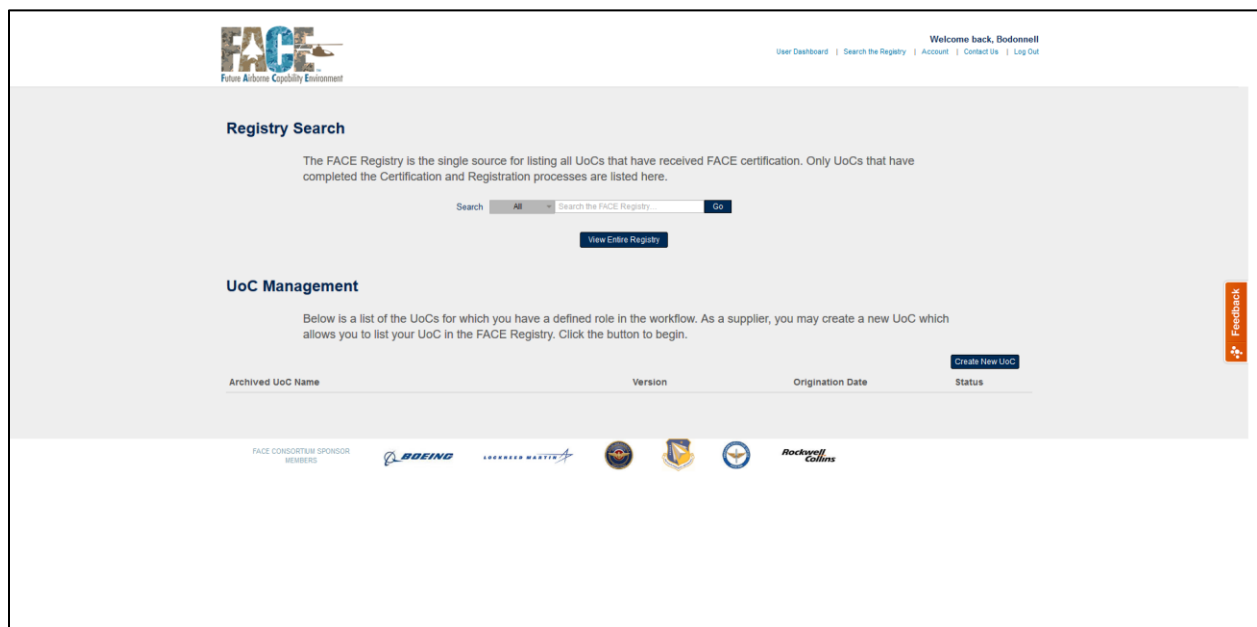 FACE
Future Airborne Capability Environment
Welcome back, Bodonnell
User Dashboard | Search the Registry | Account | Contact Us | Log Out
Registry Search
The FACE Registry is the single source for listing all UoCs that have received FACE certification. Only UoCs that have
completed the Certification and Registration processes are listed here.
Search All Search the FACE Registry... Go
View Entire Registry
UoC Management
Below is a list of the UoCs for which you have a defined role in the workflow. As a supplier, you may create a new UoC which
allows you to list your UoC in the FACE Registry. Click the button to begin.
Feedback
Create New UoC
Archived UoC Name Version Origination Date Status
FACE CONSORTIUM SPONSOR
MEMBERS
BOEING
LOCKHEED MARTIN
Rockwell
Collins